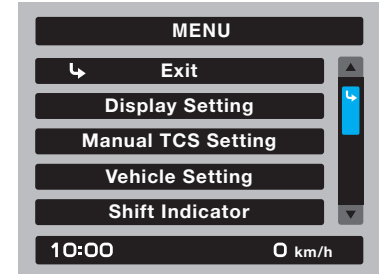 MENU
Exit
Display Setting
Manual TCS Setting
Vehicle Setting
Shift Indicator
10:00 0 km/h